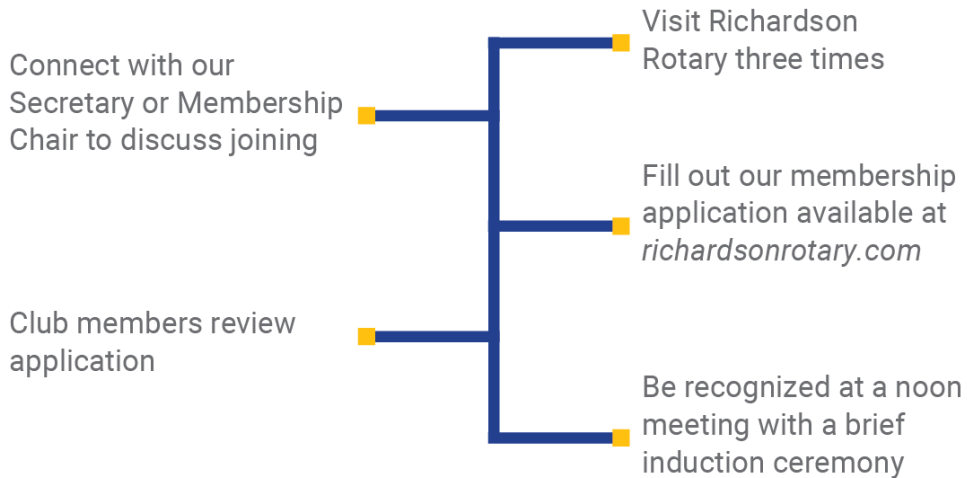 Visit Richardson
Rotary three times
Connect with our
Secretary or Membership
Chair to discuss joining
Fill out our membership
application available at
richardsonrotary.com
Club members review
application
Be recognized at a noon
meeting with a brief
induction ceremony